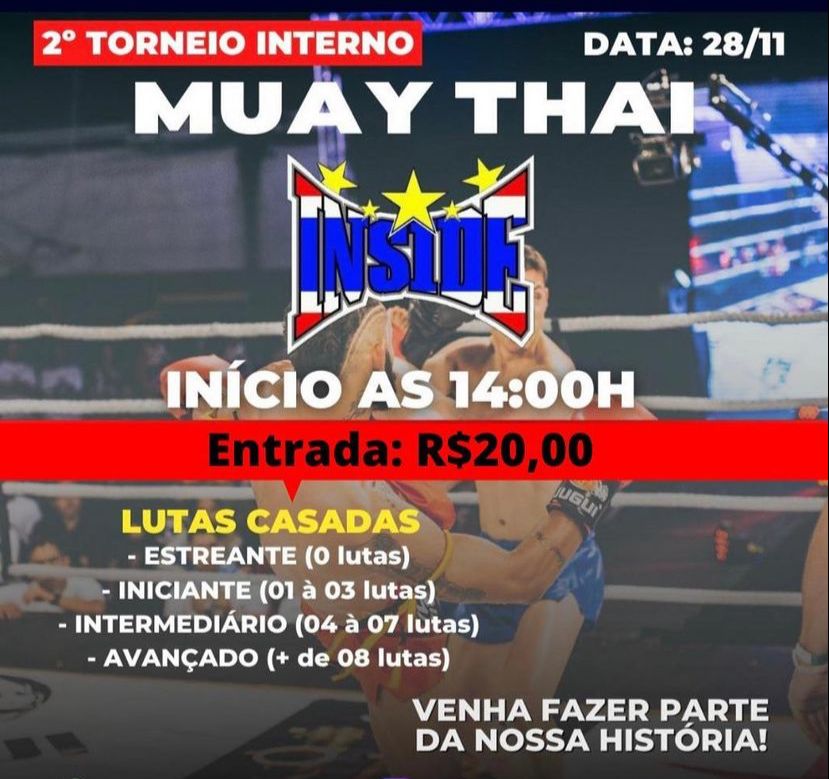 2º TORNEIO INTERNO
DATA: 28/11
MUAY THAI
INSIDE
INÍCIO AS 14:00H
Entrada: R$20,00
LUTAS CASADAS
- ESTREANTE (0 lutas)
- INICIANTE (01 à 03 lutas)
- INTERMEDIÁRIO (04 à 07 lutas)
- AVANÇADO (+ de 08 lutas)
VENHA FAZER PARTE
DA NOSSA HISTÓRIA!